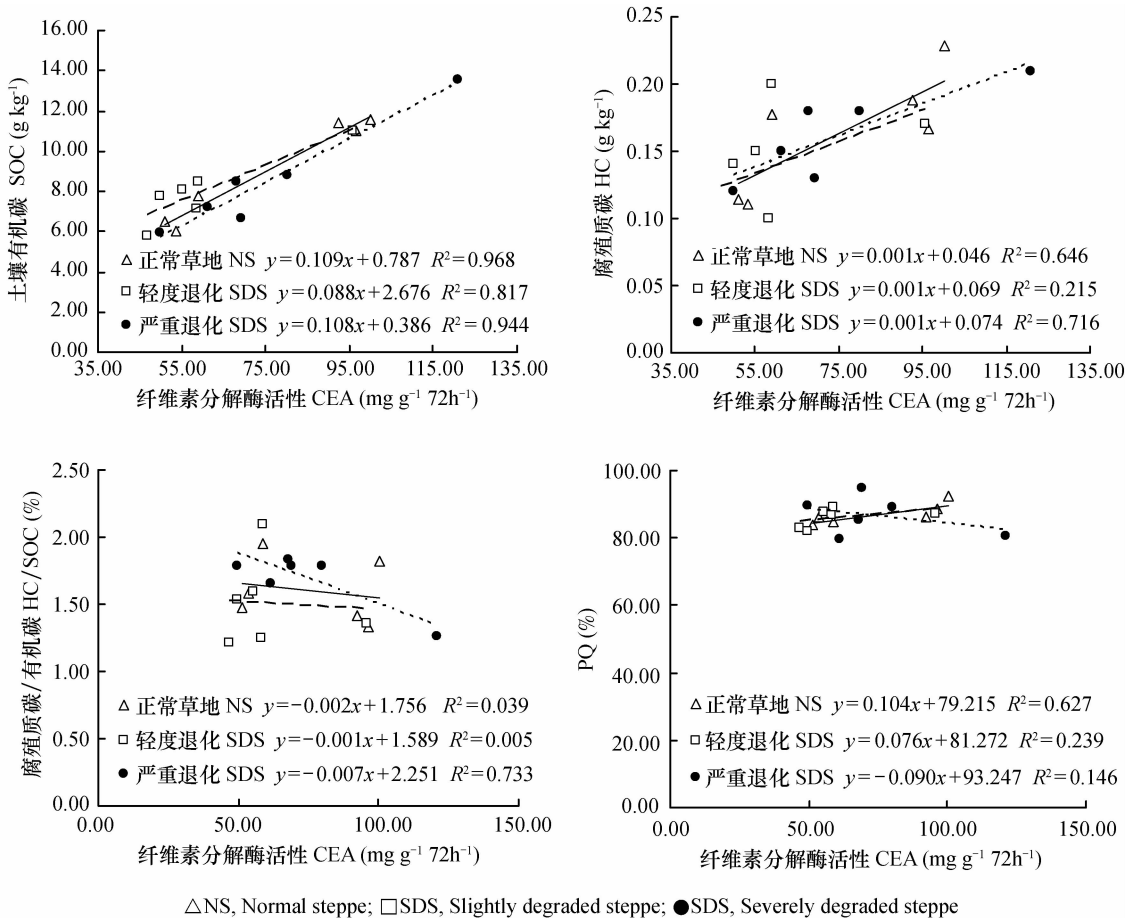 16.00
14.00
12.00
10.00
8.00
6.00
4.00
2.00
0.00
土壤有机碳 SOC (g kg⁻¹)
△ 正常草地 NS y=0.109x+0.787 R²=0.968
□ 轻度退化 SDS y=0.088x+2.676 R²=0.817
● 严重退化 SDS y=0.108x+0.386 R²=0.944
35.00 55.00 75.00 95.00 115.00 135.00
纤维素分解酶活性 CEA (mg g⁻¹ 72h⁻¹)
0.25
0.20
0.15
0.10
0.05
0.00
腐殖质碳 HC (g kg⁻¹)
△ 正常草地 NS y=0.001x+0.046 R²=0.646
□ 轻度退化 SDS y=0.001x+0.069 R²=0.215
● 严重退化 SDS y=0.001x+0.074 R²=0.716
35.00 55.00 75.00 95.00 115.00 135.00
纤维素分解酶活性 CEA (mg g⁻¹ 72h⁻¹)
2.50
2.00
1.50
1.00
0.50
0.00
腐殖质碳/有机碳 HC/SOC (%)
△ 正常草地 NS y=−0.002x+1.756 R²=0.039
□ 轻度退化 SDS y=−0.001x+1.589 R²=0.005
● 严重退化 SDS y=−0.007x+2.251 R²=0.733
0.00 50.00 100.00 150.00
纤维素分解酶活性 CEA (mg g⁻¹ 72h⁻¹)
100.00
80.00
60.00
40.00
20.00
0.00
PQ (%)
△ 正常草地 NS y=0.104x+79.215 R²=0.627
□ 轻度退化 SDS y=0.076x+81.272 R²=0.239
● 严重退化 SDS y=−0.090x+93.247 R²=0.146
0.00 50.00 100.00 150.00
纤维素分解酶活性 CEA (mg g⁻¹ 72h⁻¹)
△NS, Normal steppe; □SDS, Slightly degraded steppe; ●SDS, Severely degraded steppe